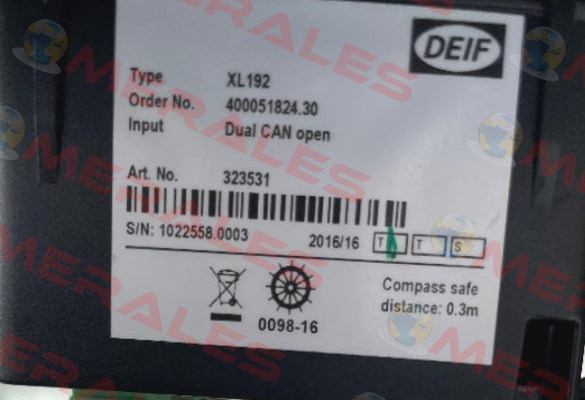 DEIF
Type XL192
Order No. 400051824.30
Input Dual CAN open
Art. No. 323531
S/N: 1022558.0003 2016/16 T T S
Compass safe
distance: 0.3m
0098-16
MERALES